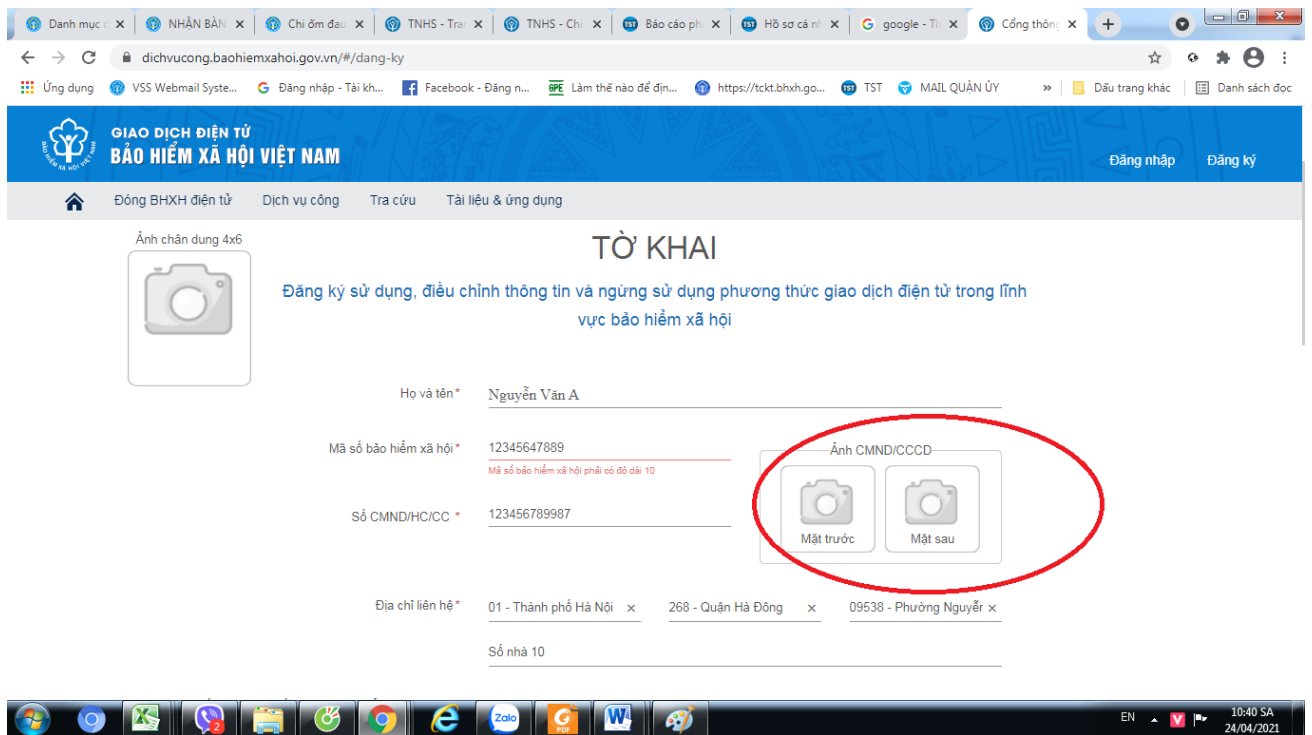 Danh mục c
NHẬN BÀN
Chi ốm đau
TNHS - Trar
TNHS - Chi
Báo cáo ph
Hồ sơ cá nh
google - Tì
Cổng thông
dichvucong.baohiemxahoi.gov.vn/#/dang-ky
Ứng dụng
VSS Webmail Syste...
Đăng nhập - Tài kh...
Facebook - Đăng n...
Làm thế nào để địn...
https://tckt.bhxh.go...
TST
MAIL QUẬN ỦY
»
Dấu trang khác
Danh sách đọc
GIAO DỊCH ĐIỆN TỬ
BẢO HIỂM XÃ HỘI VIỆT NAM
Đăng nhập
Đăng ký
Đóng BHXH điện tử
Dịch vụ công
Tra cứu
Tài liệu & ứng dụng
Ảnh chân dung 4x6
TỜ KHAI
Đăng ký sử dụng, điều chỉnh thông tin và ngừng sử dụng phương thức giao dịch điện tử trong lĩnh
vực bảo hiểm xã hội
Họ và tên *
Nguyễn Văn A
Mã số bảo hiểm xã hội *
12345647889
Mã số bảo hiểm xã hội phải có độ dài 10
Ảnh CMND/CCCD
Mặt trước
Mặt sau
Số CMND/HC/CC *
123456789987
Địa chỉ liên hệ *
01 - Thành phố Hà Nội ×
268 - Quận Hà Đông ×
09538 - Phường Nguyễr ×
Số nhà 10
Zalo
PDF
2
EN
10:40 SA
24/04/2021